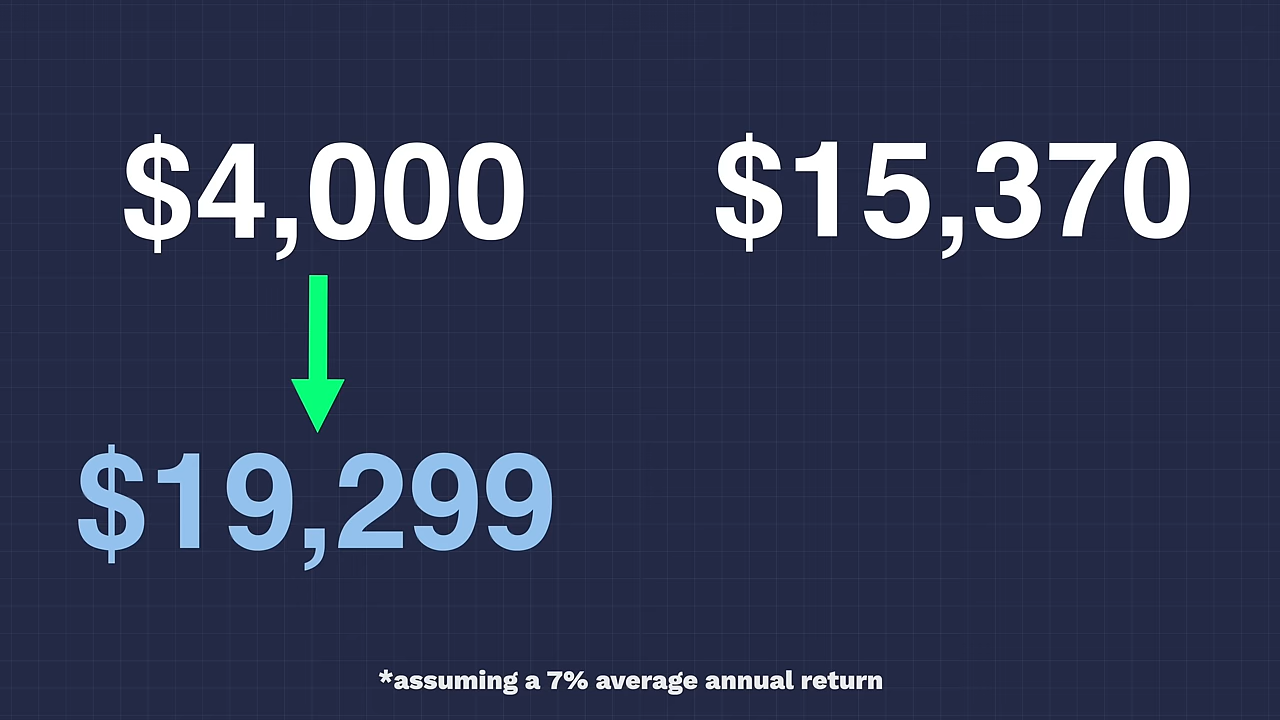 $4,000 $15,370
$19,299
*assuming a 7% average annual return